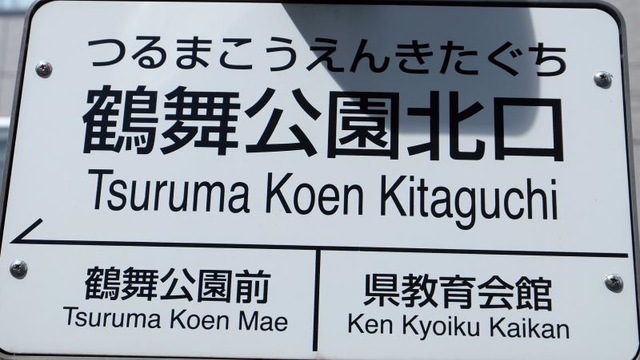 つるまこうえんきたぐち
鶴舞公園北口
Tsuruma Koen Kitaguchi
鶴舞公園前
Tsuruma Koen Mae
県教育会館
Ken Kyoiku Kaikan